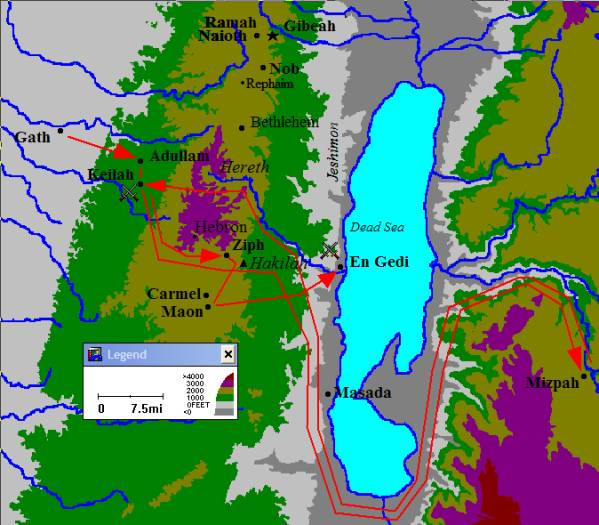 Ramah
Gibeah
Naioth
Nob
Rephaim
Bethlehem
Gath
Adullam
Jeshimon
Hereth
Keilah
Hebron
Dead Sea
Ziph
Hakilah
En Gedi
Carmel
Maon
Legend
>4000
3000
2000
1000
0FEET
<0
0 7.5mi
Mizpah
Masada